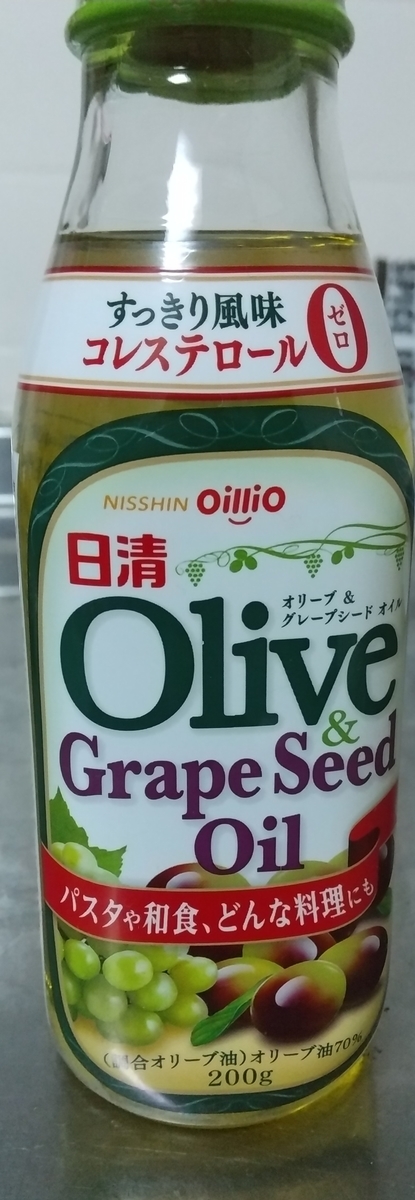 すっきり風味
コレステロール0ゼロ
NISSHIN OilliO
日清
オリーブ &
グレープシード オイル
Olive
&
Grape Seed
Oil
パスタや和食、どんな料理にも
(調合オリーブ油)オリーブ油70%
200g